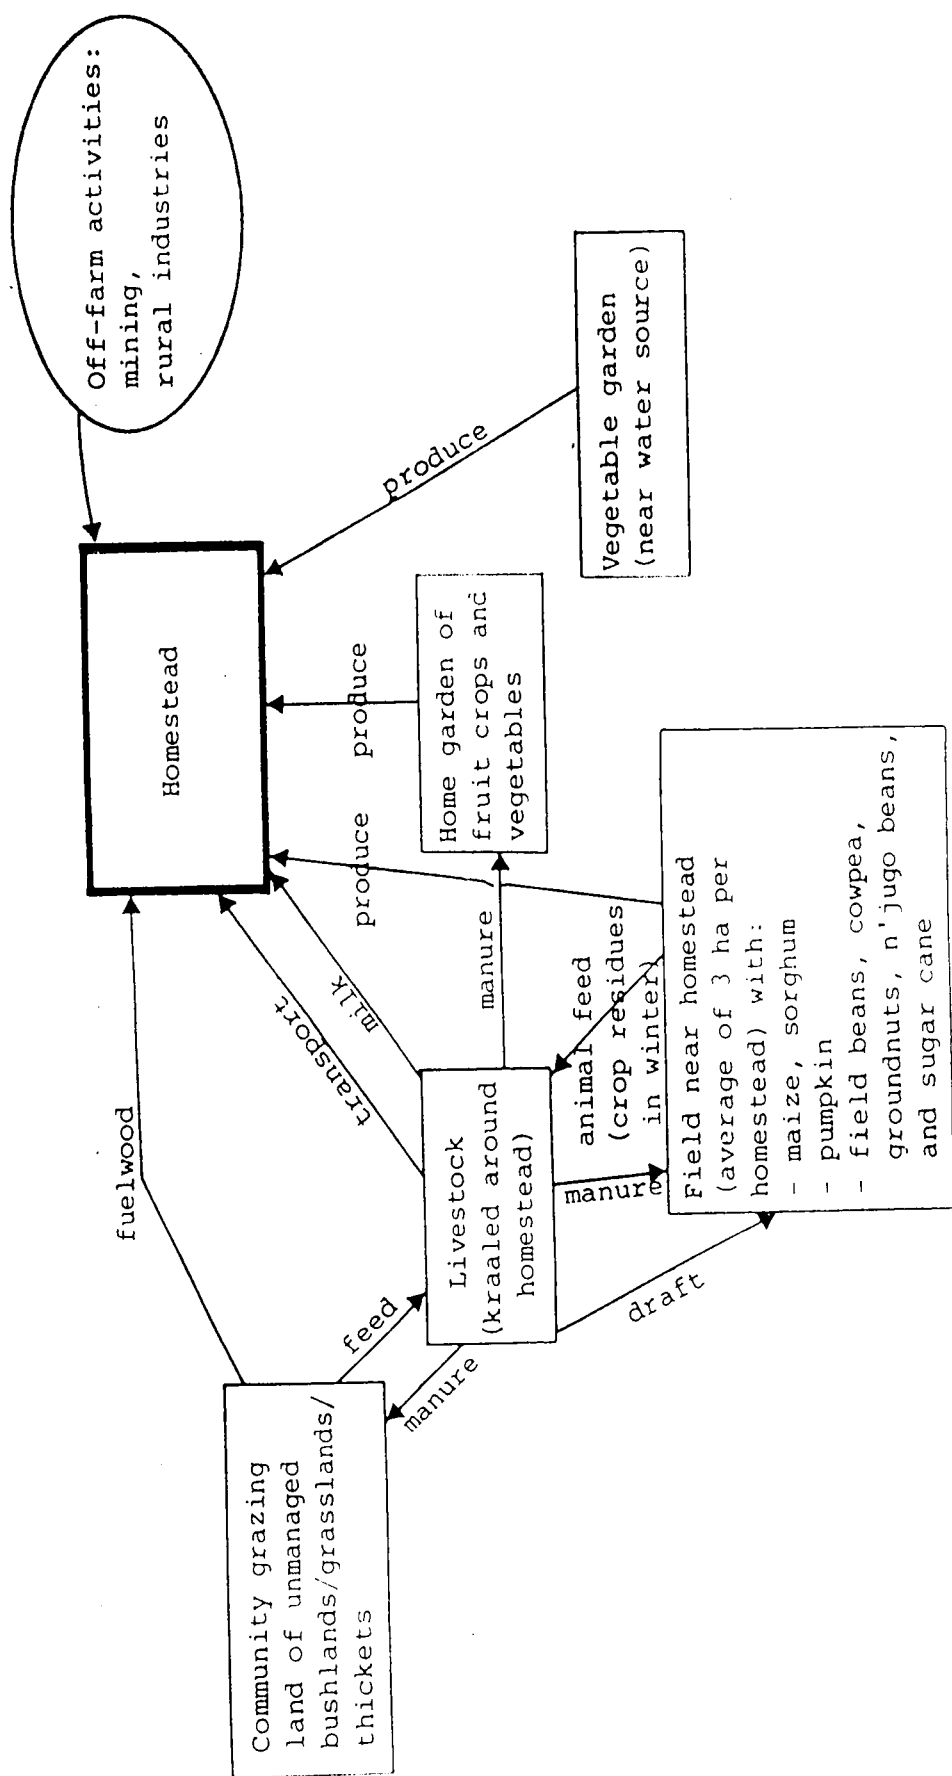 Off-farm activities:
mining,
rural industries
Homestead
fuelwood
transport
milk
produce
produce
produce
Community grazing
land of unmanaged
bushlands/grasslands/
thickets
feed
manure
Livestock
(kraaled around
homestead)
manure
Home garden of
fruit crops and
vegetables
Vegetable garden
(near water source)
animal feed
(crop residues
in winter)
manure
draft
Field near homestead
(average of 3 ha per
homestead) with:
- maize, sorghum
- pumpkin
- field beans, cowpea,
groundnuts, n'jugo beans,
and sugar cane